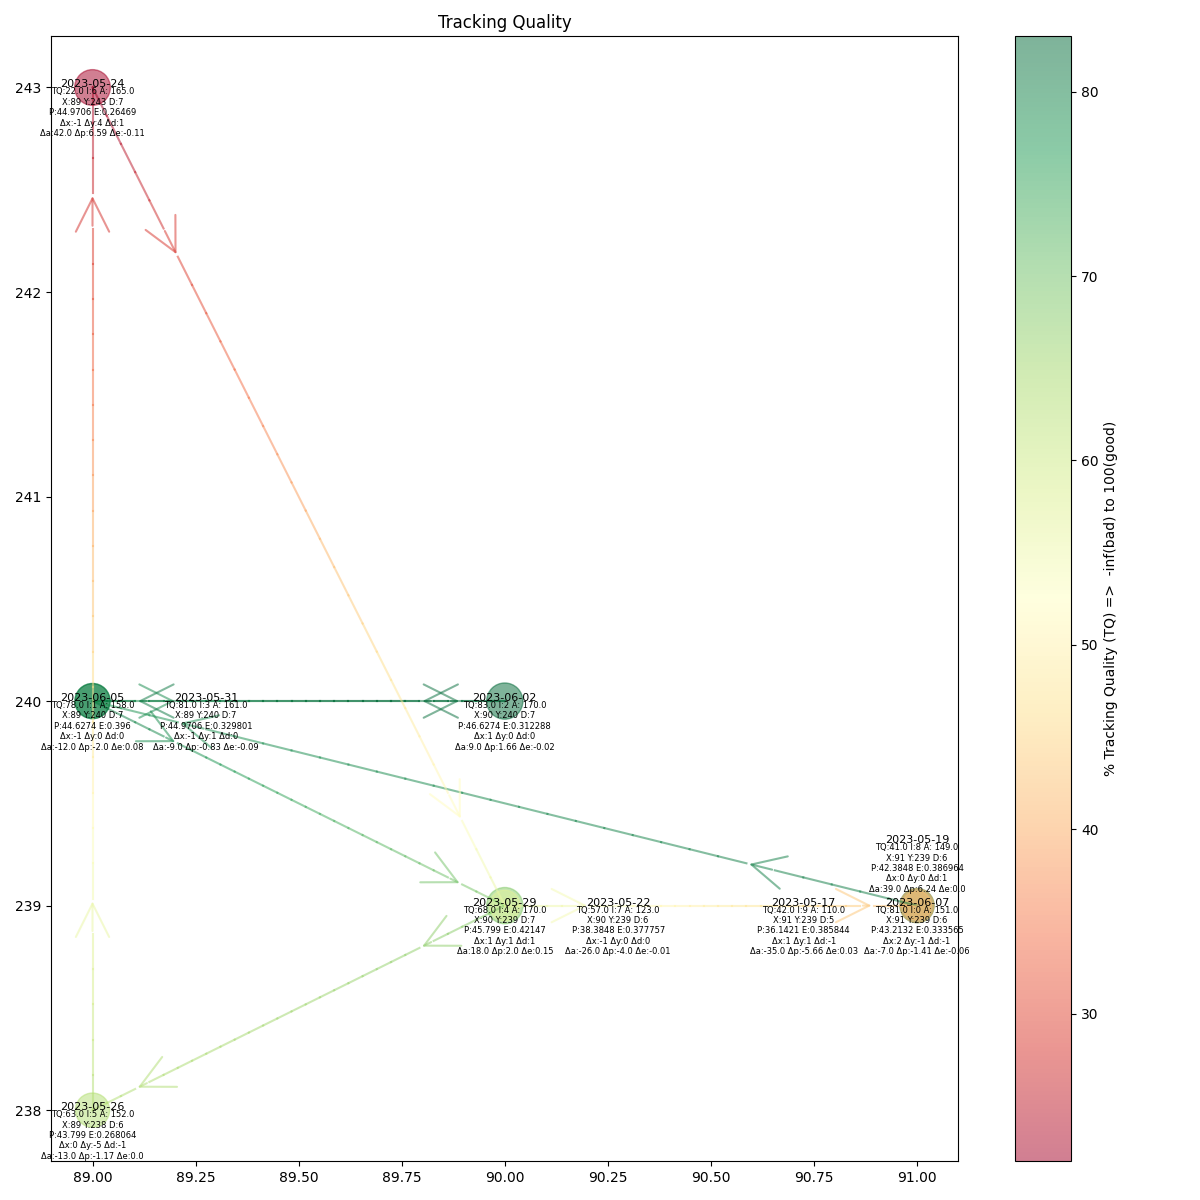 Tracking Quality
243
242
241
240
239
238
89.00
89.25
89.50
89.75
90.00
90.25
90.50
90.75
91.00
2023-05-24
TQ:22.0 I:6 A: 165.0
X:89 Y:243 D:7
P:44.9706 E:0.26469
Δx:-1 Δy:4 Δd:1
Δa:42.0 Δp:6.59 Δe:-0.11
2023-06-05
TQ:78.0 I:1 A: 158.0
X:89 Y:240 D:7
P:44.6274 E:0.396
Δx:-1 Δy:0 Δd:0
Δa:-12.0 Δp:-2.0 Δe:0.08
2023-05-31
TQ:81.0 I:3 A: 161.0
X:89 Y:240 D:7
P:44.9706 E:0.329801
Δx:-1 Δy:1 Δd:0
Δa:-9.0 Δp:-0.83 Δe:-0.09
2023-06-02
TQ:83.0 I:2 A: 170.0
X:90 Y:240 D:7
P:46.6274 E:0.312288
Δx:1 Δy:0 Δd:0
Δa:9.0 Δp:1.66 Δe:-0.02
2023-05-19
TQ:41.0 I:8 A: 149.0
X:91 Y:239 D:6
P:42.3848 E:0.386964
Δx:0 Δy:0 Δd:1
Δa:39.0 Δp:6.24 Δe:0.0
2023-05-29
TQ:68.0 I:4 A: 170.0
X:90 Y:239 D:7
P:45.799 E:0.42147
Δx:1 Δy:1 Δd:1
Δa:18.0 Δp:2.0 Δe:0.15
2023-05-22
TQ:57.0 I:7 A: 123.0
X:90 Y:239 D:6
P:38.3848 E:0.377757
Δx:-1 Δy:0 Δd:0
Δa:-26.0 Δp:-4.0 Δe:-0.01
2023-05-17
TQ:42.0 I:9 A: 110.0
X:91 Y:239 D:5
P:36.1421 E:0.385844
Δx:1 Δy:1 Δd:-1
Δa:-35.0 Δp:-5.66 Δe:0.03
2023-06-07
TQ:81.0 I:0 A: 151.0
X:91 Y:239 D:6
P:43.2132 E:0.333565
Δx:2 Δy:-1 Δd:-1
Δa:-7.0 Δp:-1.41 Δe:-0.06
2023-05-26
TQ:63.0 I:5 A: 152.0
X:89 Y:238 D:6
P:43.799 E:0.268064
Δx:0 Δy:-5 Δd:-1
Δa:-13.0 Δp:-1.17 Δe:0.0
80
70
60
50
40
30
% Tracking Quality (TQ) =>  -inf(bad) to 100(good)